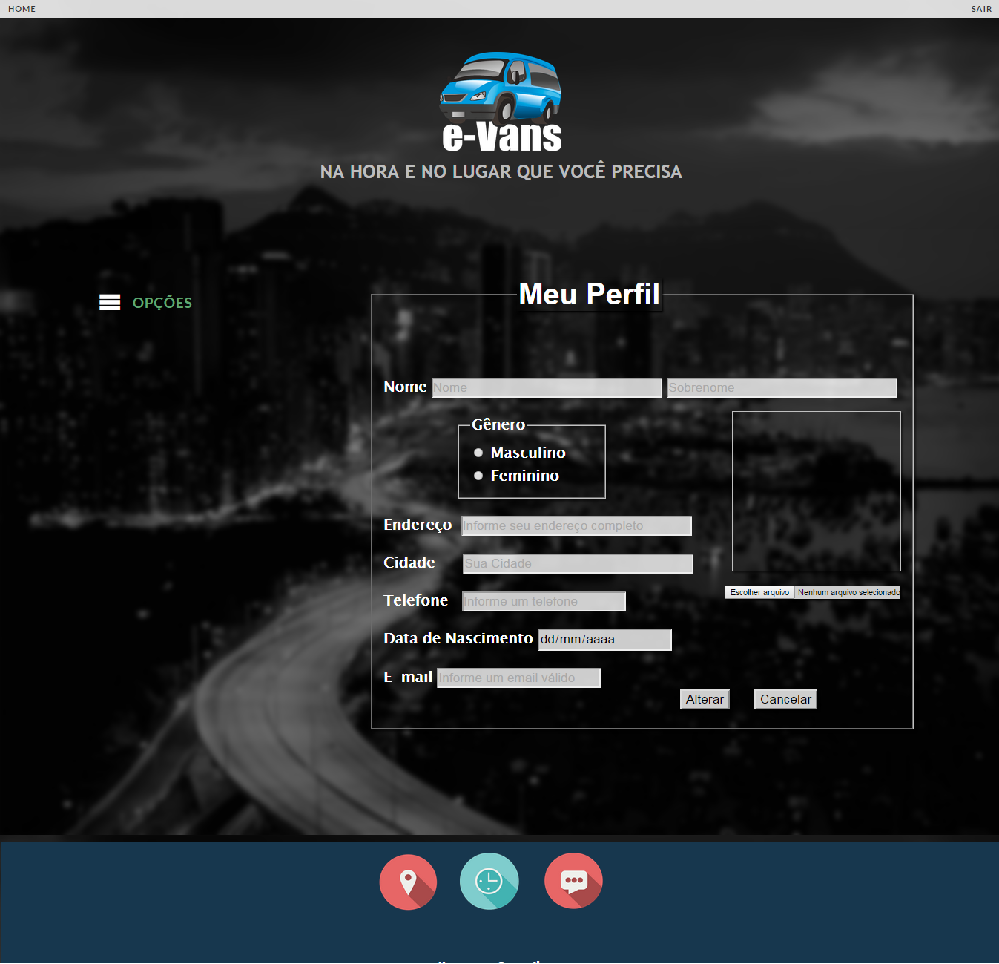 HOME
SAIR
e-Vans
NA HORA E NO LUGAR QUE VOCÊ PRECISA
OPÇÕES
Meu Perfil
Nome Nome Sobrenome
Gênero
Masculino
Feminino
Endereço Informe seu endereço completo
Cidade Sua Cidade
Telefone Informe um telefone
Escolher arquivo Nenhum arquivo selecionado
Data de Nascimento dd/mm/aaaa
E-mail Informe um email válido
Alterar Cancelar